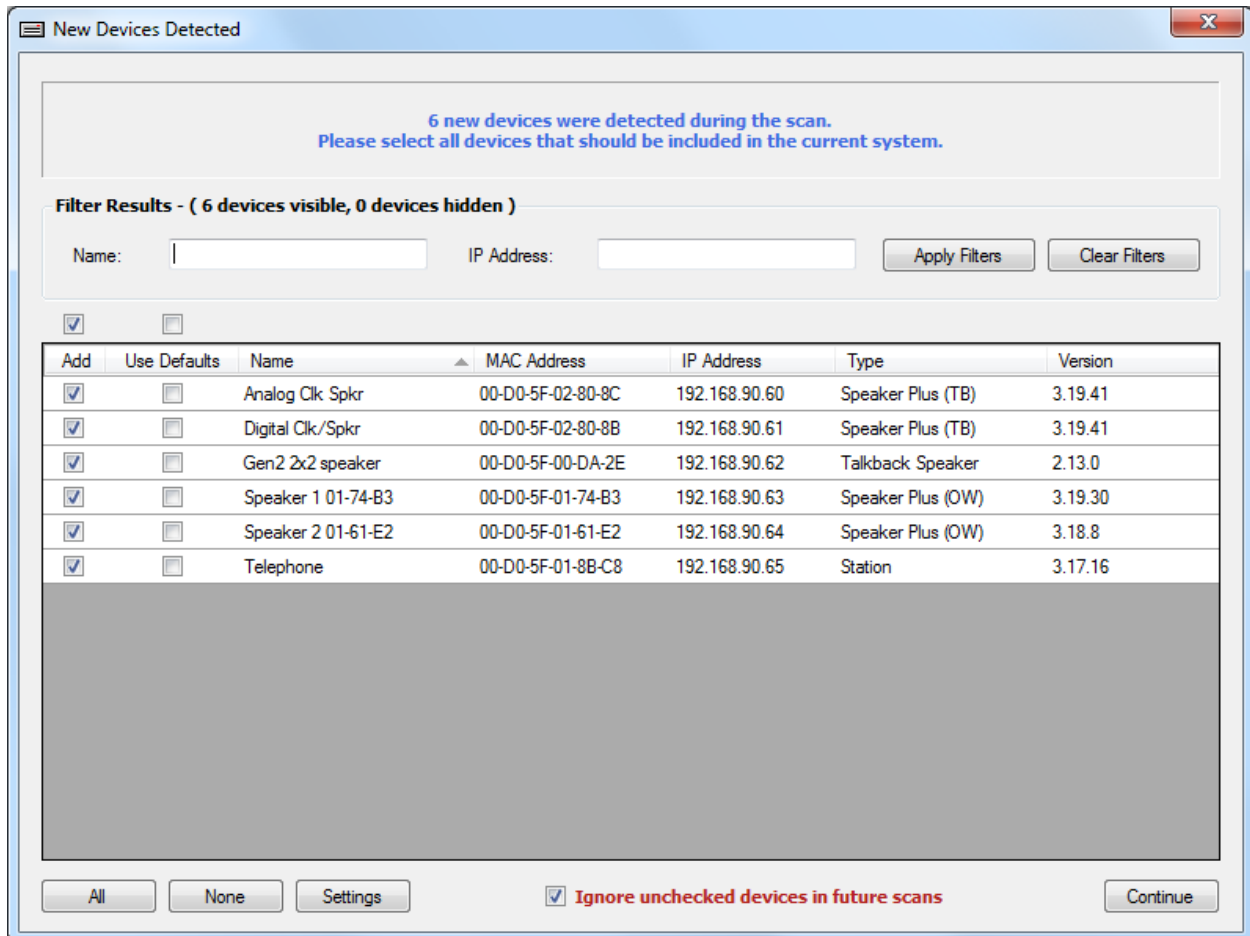 New Devices Detected
6 new devices were detected during the scan.
Please select all devices that should be included in the current system.
Filter Results - ( 6 devices visible, 0 devices hidden )
Name: IP Address: Apply Filters Clear Filters
Add Use Defaults Name MAC Address IP Address Type Version
Analog Clk Spkr 00-D0-5F-02-80-8C 192.168.90.60 Speaker Plus (TB) 3.19.41
Digital Clk/Spkr 00-D0-5F-02-80-8B 192.168.90.61 Speaker Plus (TB) 3.19.41
Gen2 2x2 speaker 00-D0-5F-00-DA-2E 192.168.90.62 Talkback Speaker 2.13.0
Speaker 1 01-74-B3 00-D0-5F-01-74-B3 192.168.90.63 Speaker Plus (OW) 3.19.30
Speaker 2 01-61-E2 00-D0-5F-01-61-E2 192.168.90.64 Speaker Plus (OW) 3.18.8
Telephone 00-D0-5F-01-8B-C8 192.168.90.65 Station 3.17.16
All None Settings Ignore unchecked devices in future scans Continue